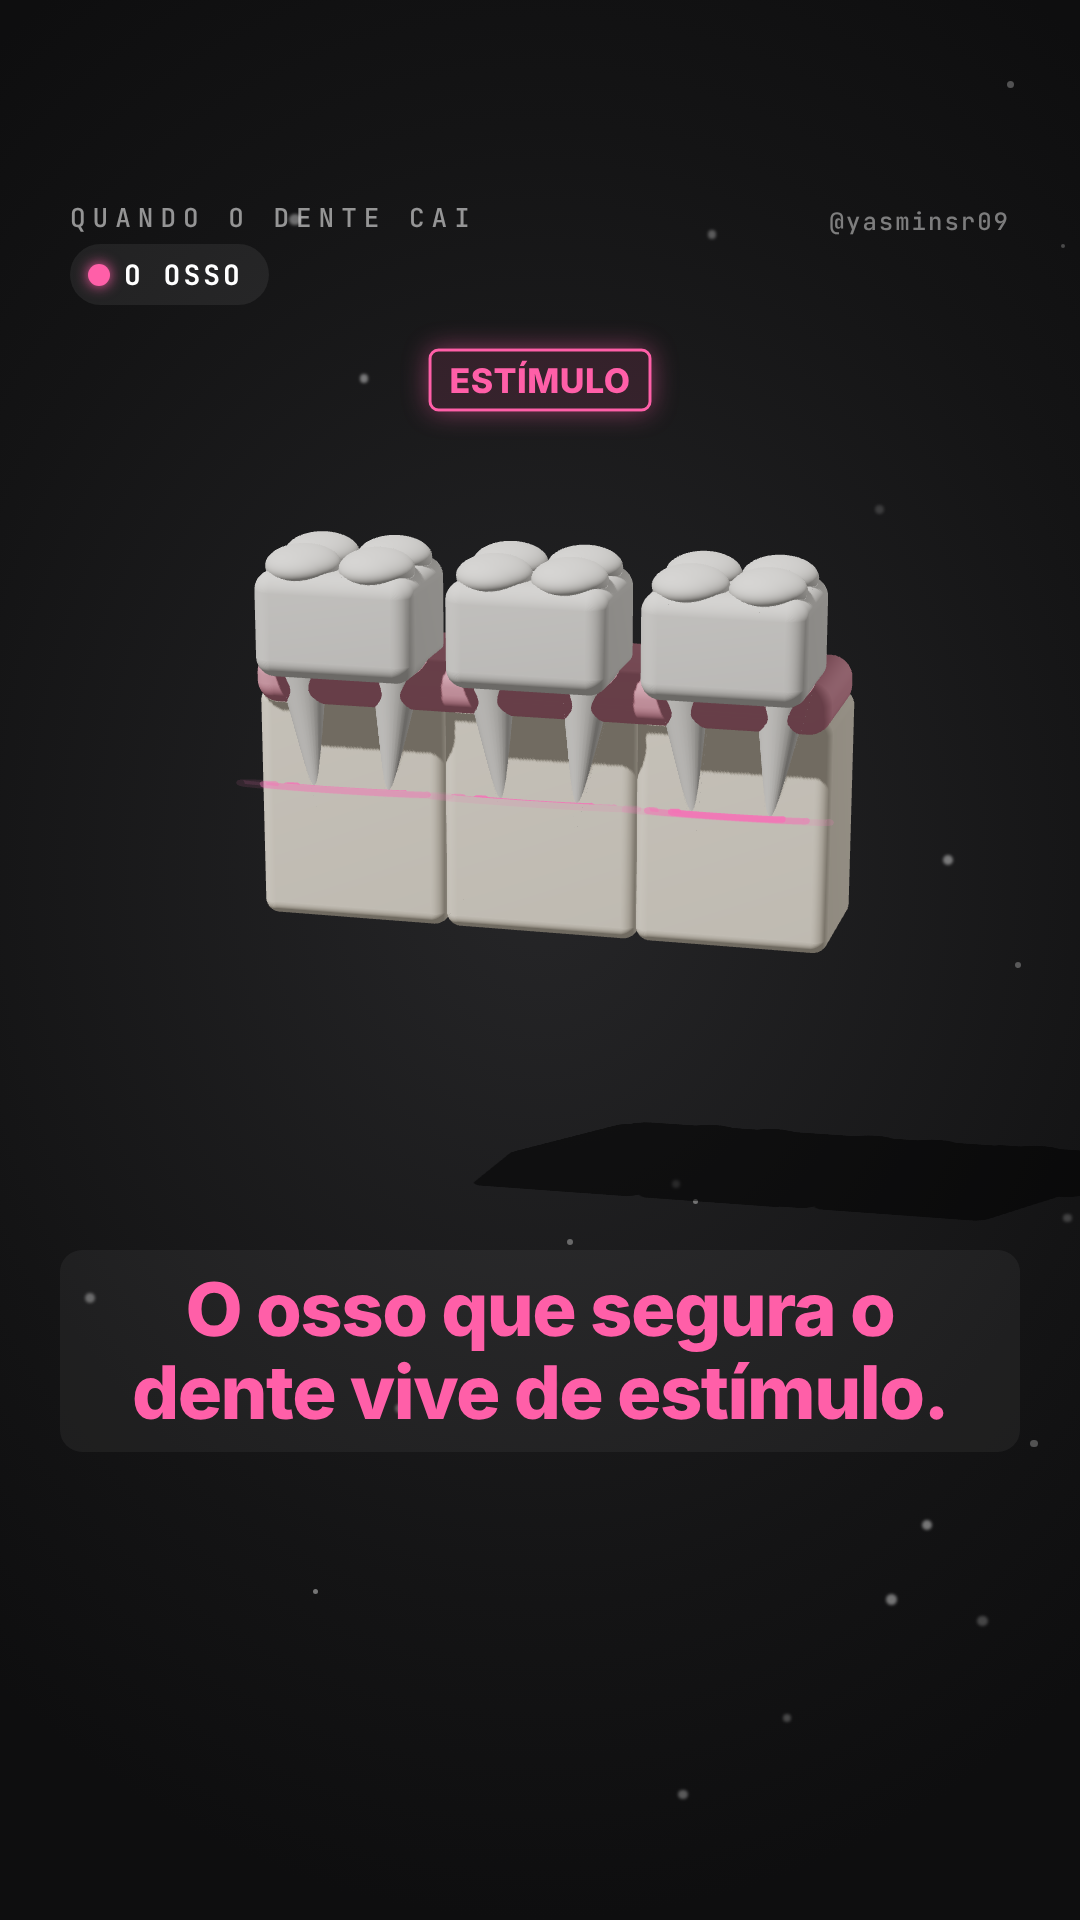 QUANDO O DENTE CAI
@yasminsr09
O OSSO
ESTÍMULO
O osso que segura o
dente vive de estímulo.